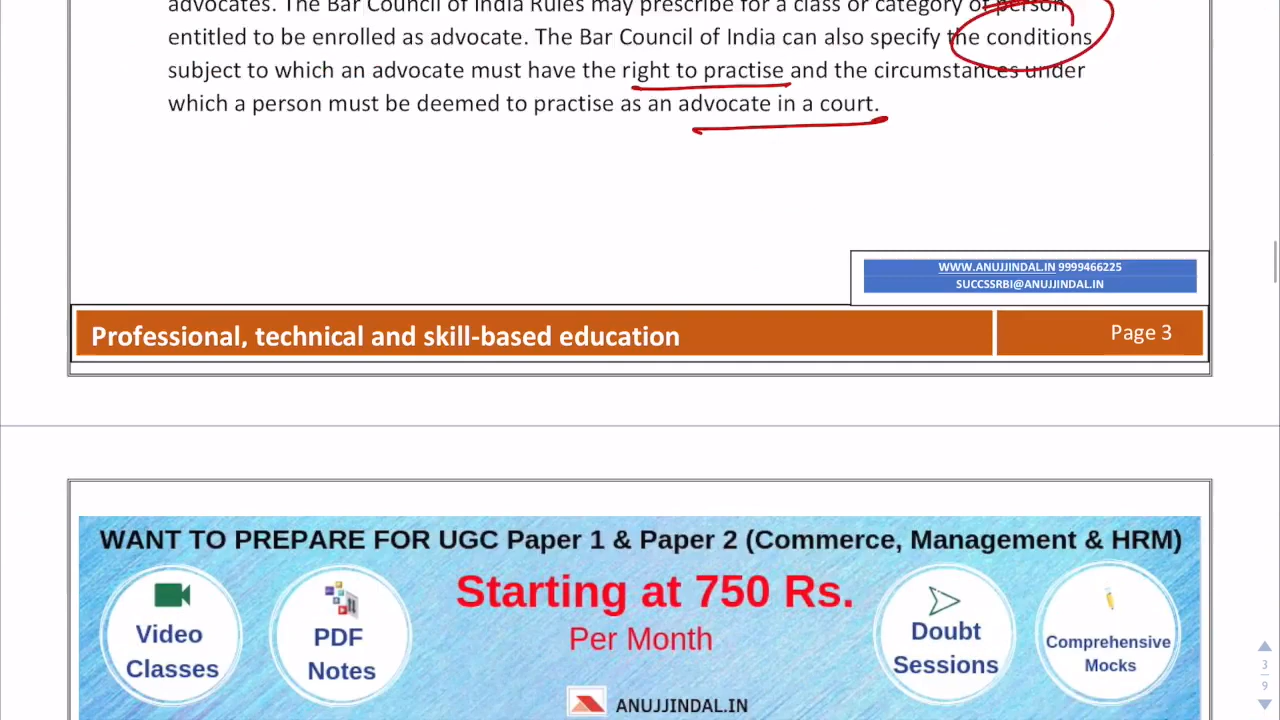 advocates. The Bar Council of India Rules may prescribe for a class or category of person
entitled to be enrolled as advocate. The Bar Council of India can also specify the conditions
subject to which an advocate must have the right to practise and the circumstances under
which a person must be deemed to practise as an advocate in a court.
WWW.ANUJJINDAL.IN 9999466225
SUCCSSRBI@ANUJJINDAL.IN
Professional, technical and skill-based education
Page 3
WANT TO PREPARE FOR UGC Paper 1 & Paper 2 (Commerce, Management & HRM)
Starting at 750 Rs.
Per Month
Video
Classes
PDF
Notes
Doubt
Sessions
Comprehensive
Mocks
ANUJJINDAL.IN
3
9